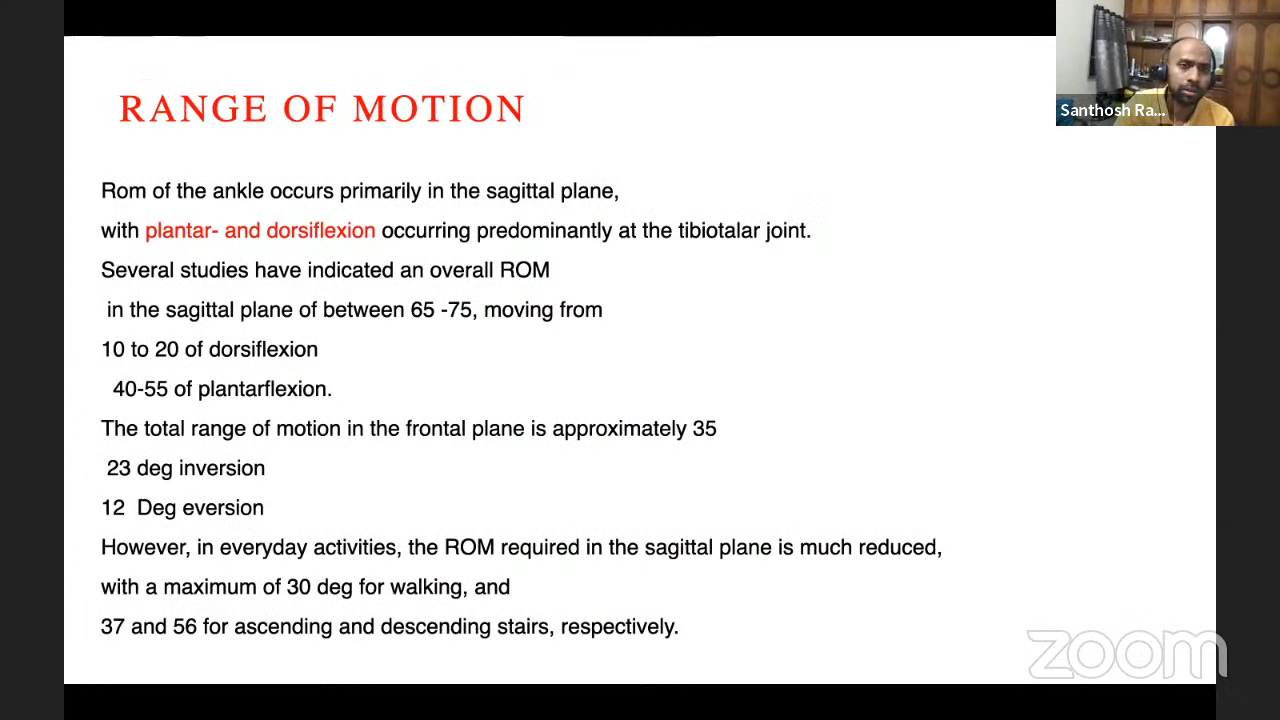 RANGE OF MOTION
Santhosh Ra...
Rom of the ankle occurs primarily in the sagittal plane,
with plantar- and dorsiflexion occurring predominantly at the tibiotalar joint.
Several studies have indicated an overall ROM
in the sagittal plane of between 65 -75, moving from
10 to 20 of dorsiflexion
40-55 of plantarflexion.
The total range of motion in the frontal plane is approximately 35
23 deg inversion
12 Deg eversion
However, in everyday activities, the ROM required in the sagittal plane is much reduced,
with a maximum of 30 deg for walking, and
37 and 56 for ascending and descending stairs, respectively.
zoom